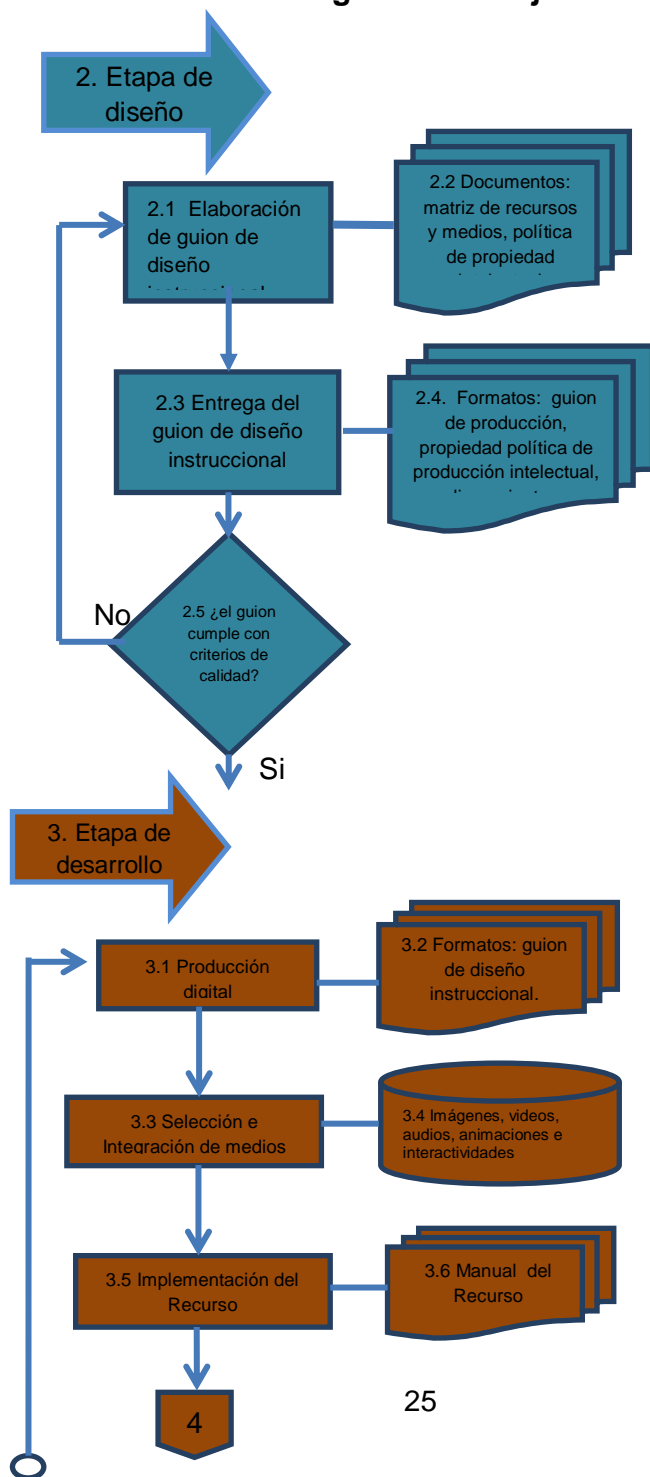 2. Etapa de
diseño
2.1 Elaboración
de guion de
diseño
2.2 Documentos:
matriz de recursos
y medios, política
de propiedad
2.3 Entrega del
guion de diseño
instruccional
2.4. Formatos: guion
de producción,
propiedad política de
producción intelectual,
2.5 ¿el guion
cumple con
criterios de
calidad?
No
Si
3. Etapa de
desarrollo
3.1 Producción
digital
3.2 Formatos: guion
de diseño
instruccional.
3.3 Selección e
Integración de medios
3.4 Imágenes, videos,
audios, animaciones e
interactividades
3.5 Implementación del
Recurso
3.6 Manual del
Recurso
4
25